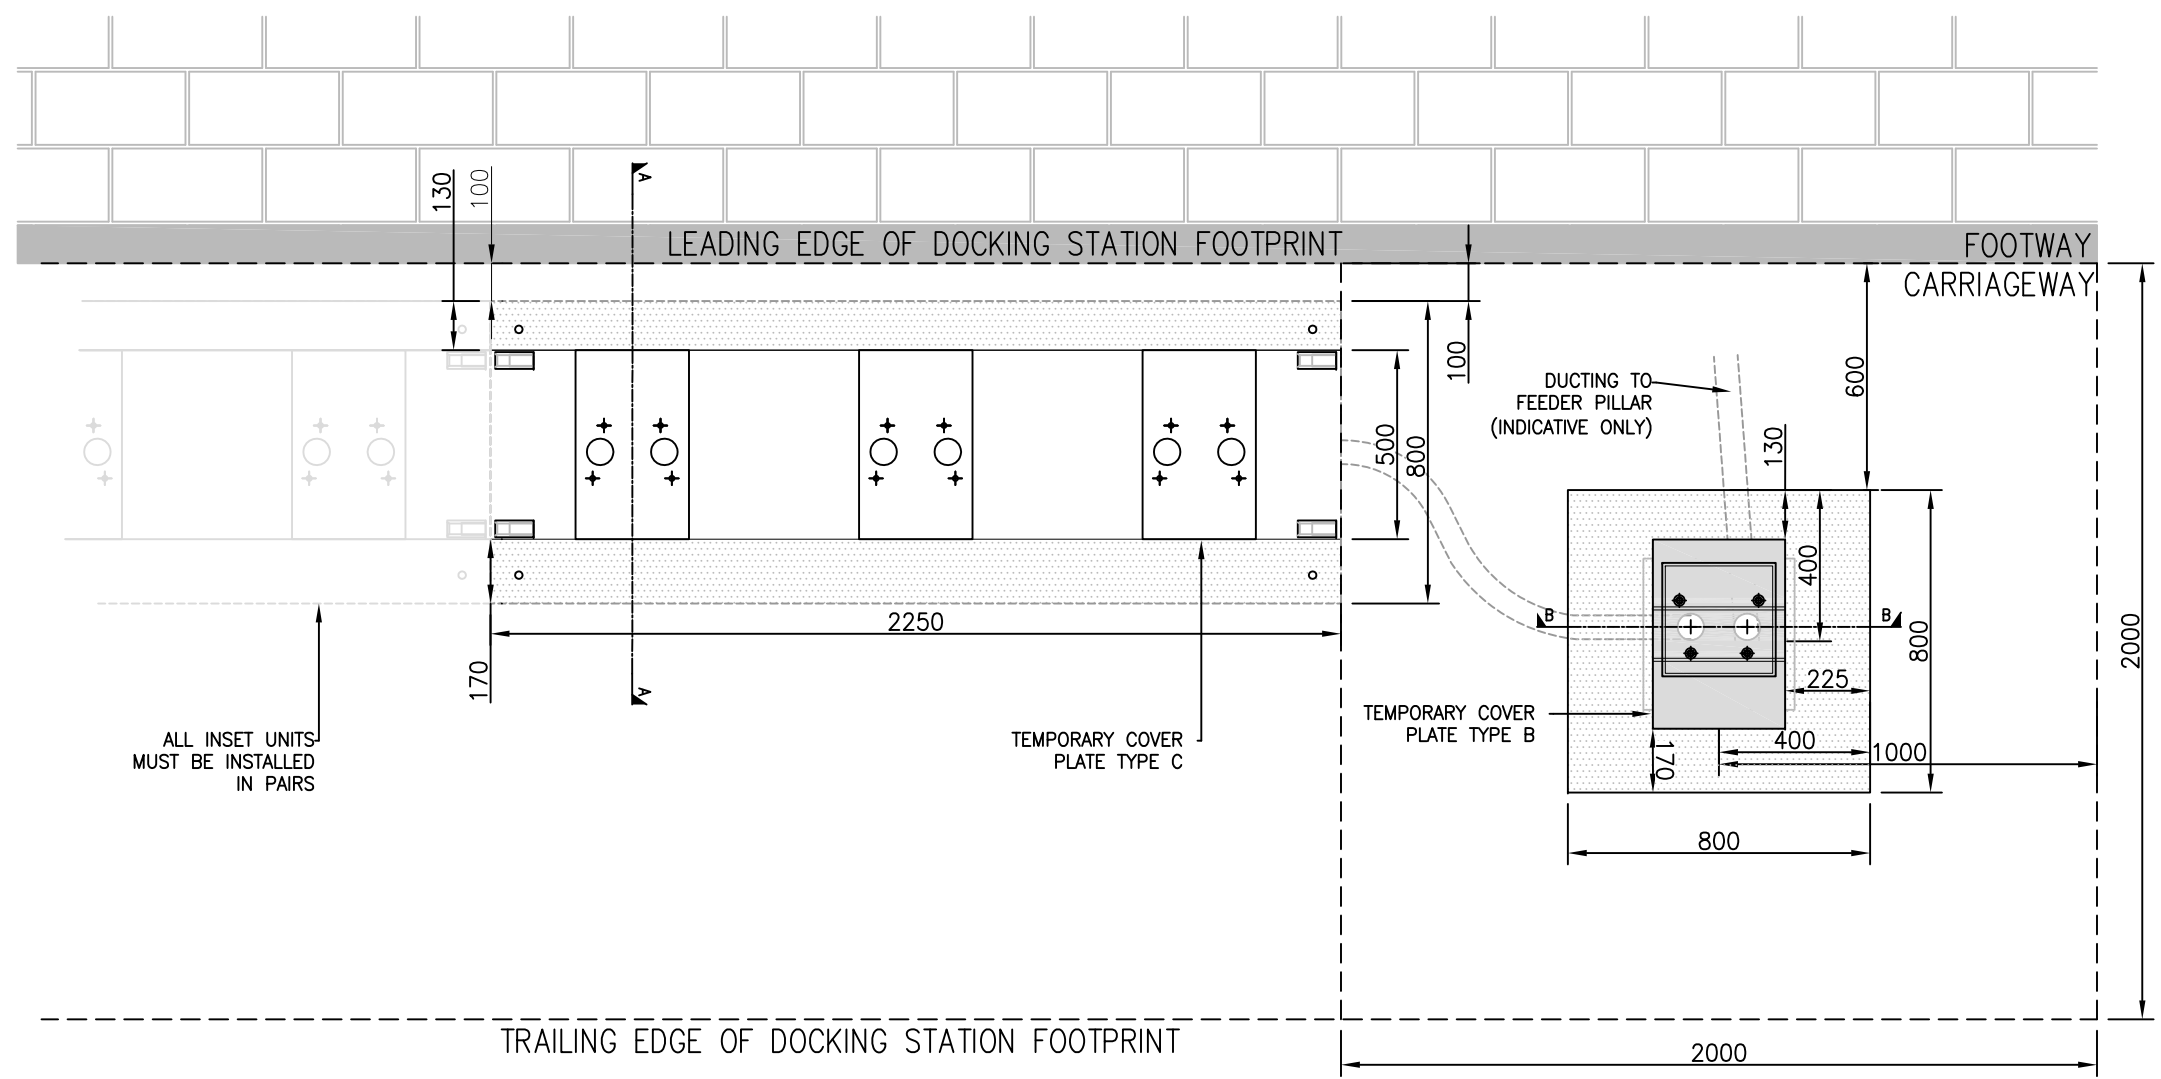 130
100
A
LEADING EDGE OF DOCKING STATION FOOTPRINT
FOOTWAY
CARRIAGEWAY
100
600
DUCTING TO
FEEDER PILLAR
(INDICATIVE ONLY)
500
800
130
400
B
B
800
2000
2250
170
A
225
TEMPORARY COVER
PLATE TYPE B
ALL INSET UNITS
MUST BE INSTALLED
IN PAIRS
TEMPORARY COVER
PLATE TYPE C
400
170
1000
800
TRAILING EDGE OF DOCKING STATION FOOTPRINT
2000